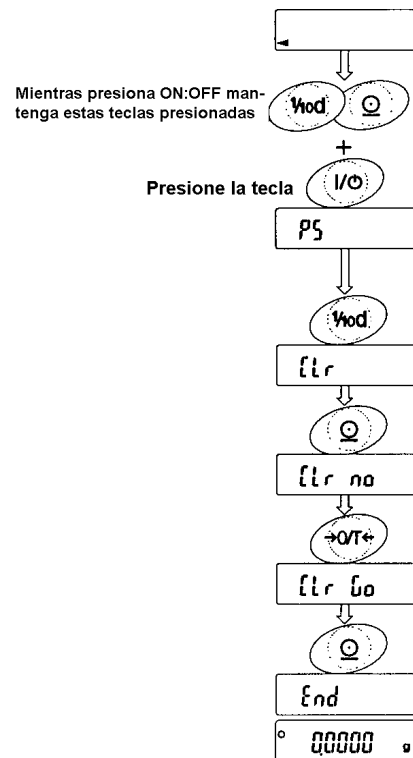 Mientras presiona ON:OFF man-
tenga estas teclas presionadas
1/10d
+
Presione la tecla
I/⏻
PS
1/10d
Clr
Clr no
→0/T←
Clr Go
End
0.0000 g